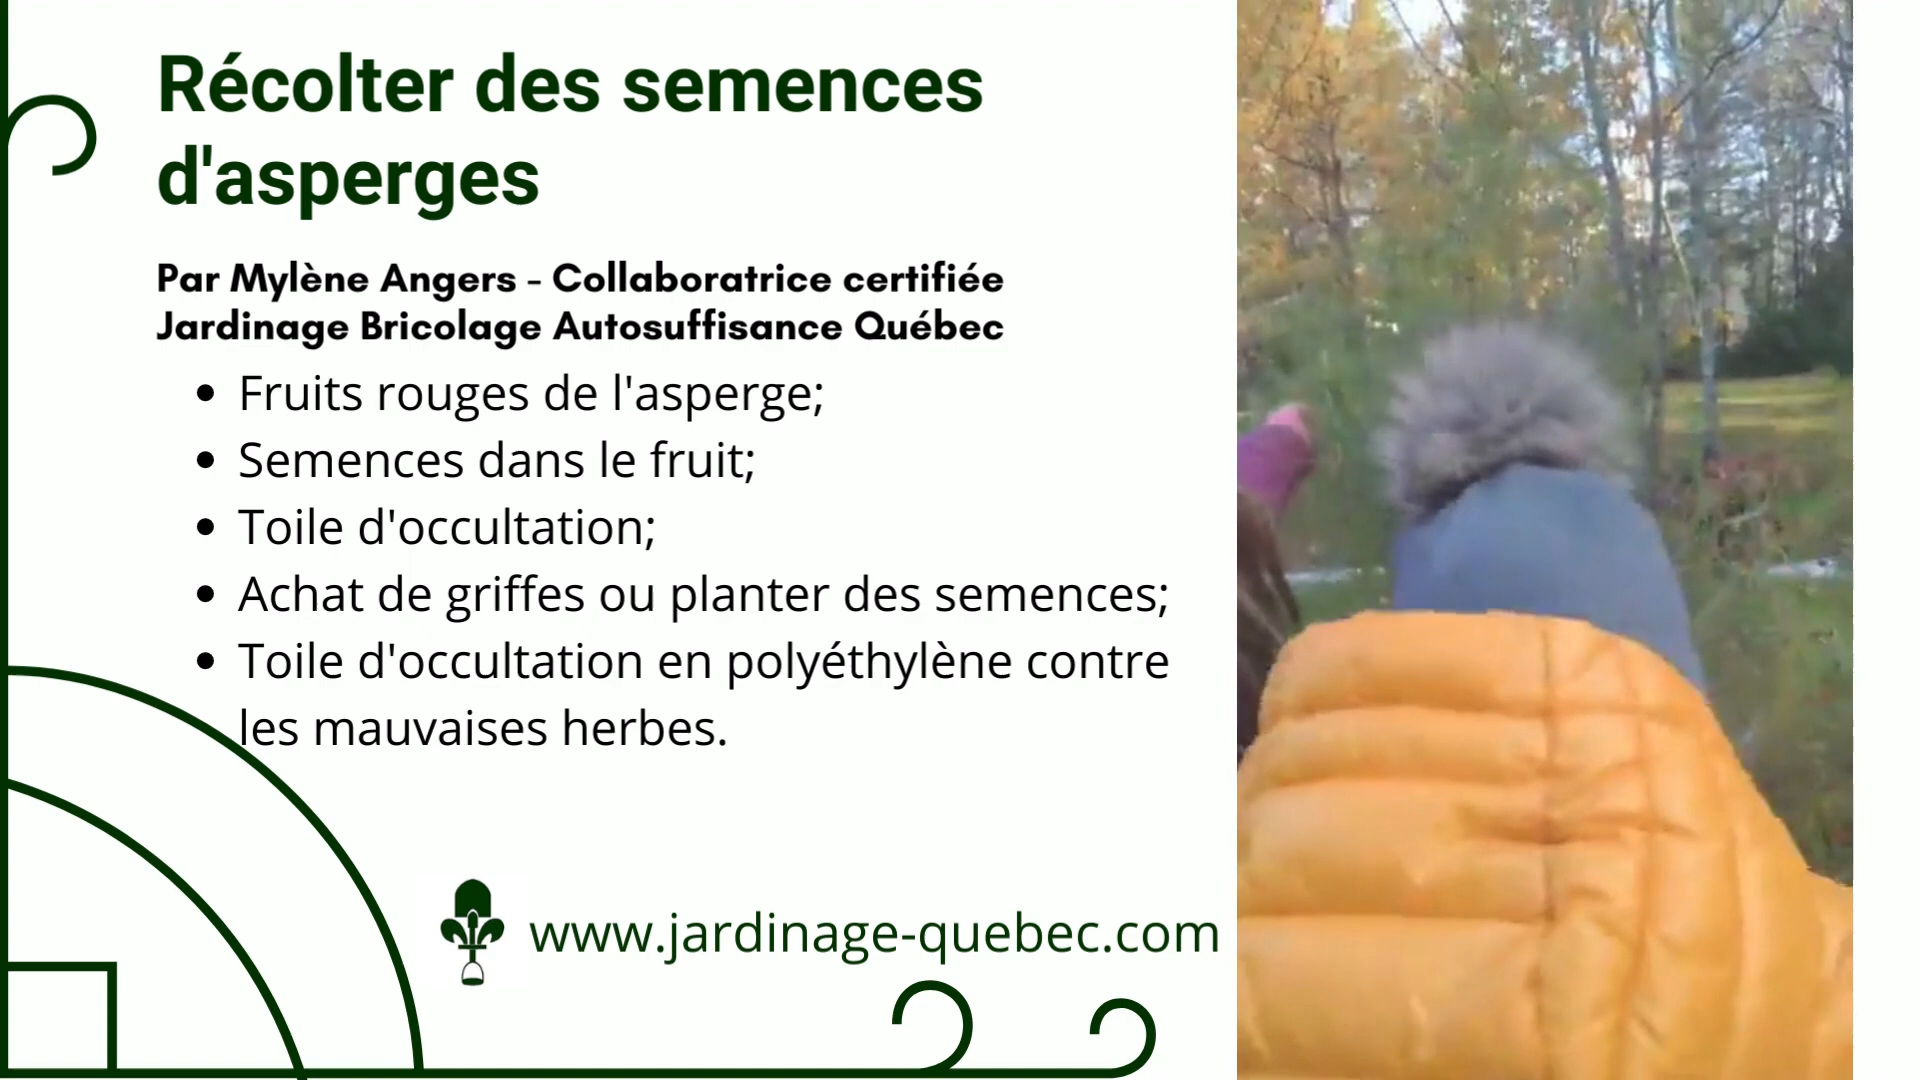 Récolter des semences
d'asperges
Par Mylène Angers - Collaboratrice certifiée
Jardinage Bricolage Autosuffisance Québec
• Fruits rouges de l'asperge;
• Semences dans le fruit;
• Toile d'occultation;
• Achat de griffes ou planter des semences;
• Toile d'occultation en polyéthylène contre
les mauvaises herbes.
www.jardinage-quebec.com